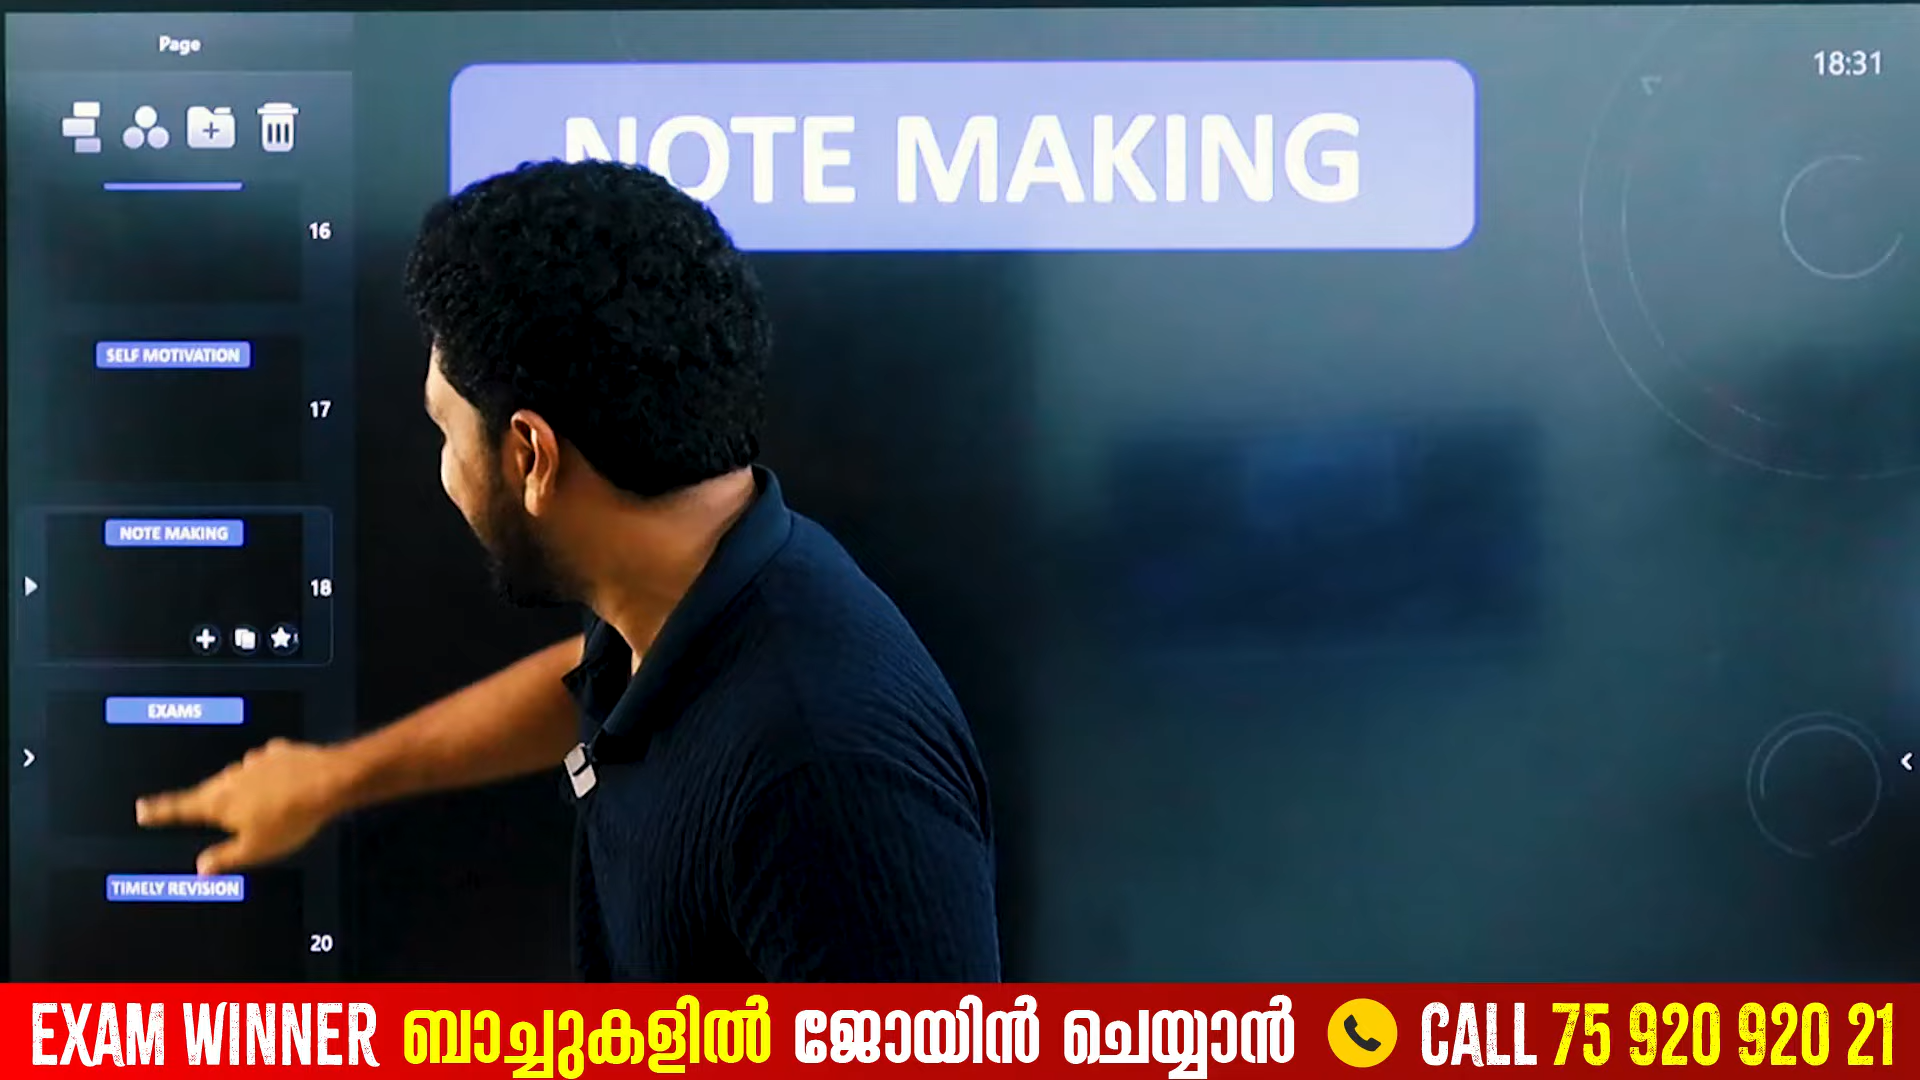 Page
18:31
NOTE MAKING
16
SELF MOTIVATION
17
NOTE MAKING
18
EXAMS
TIMELY REVISION
20
EXAM WINNER ബാച്ചുകളിൽ ജോയിൻ ചെയ്യാൻ CALL 75 920 920 21